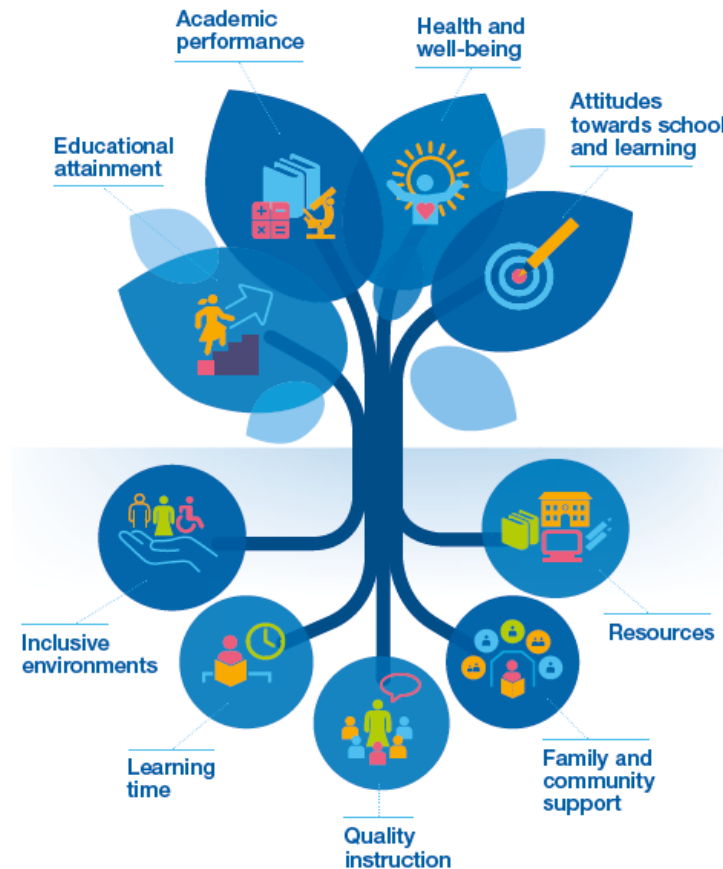 Academic
performance
Health and
well-being
Attitudes
towards school
and learning
Educational
attainment
Inclusive
environments
Resources
Learning
time
Family and
community
support
Quality
instruction